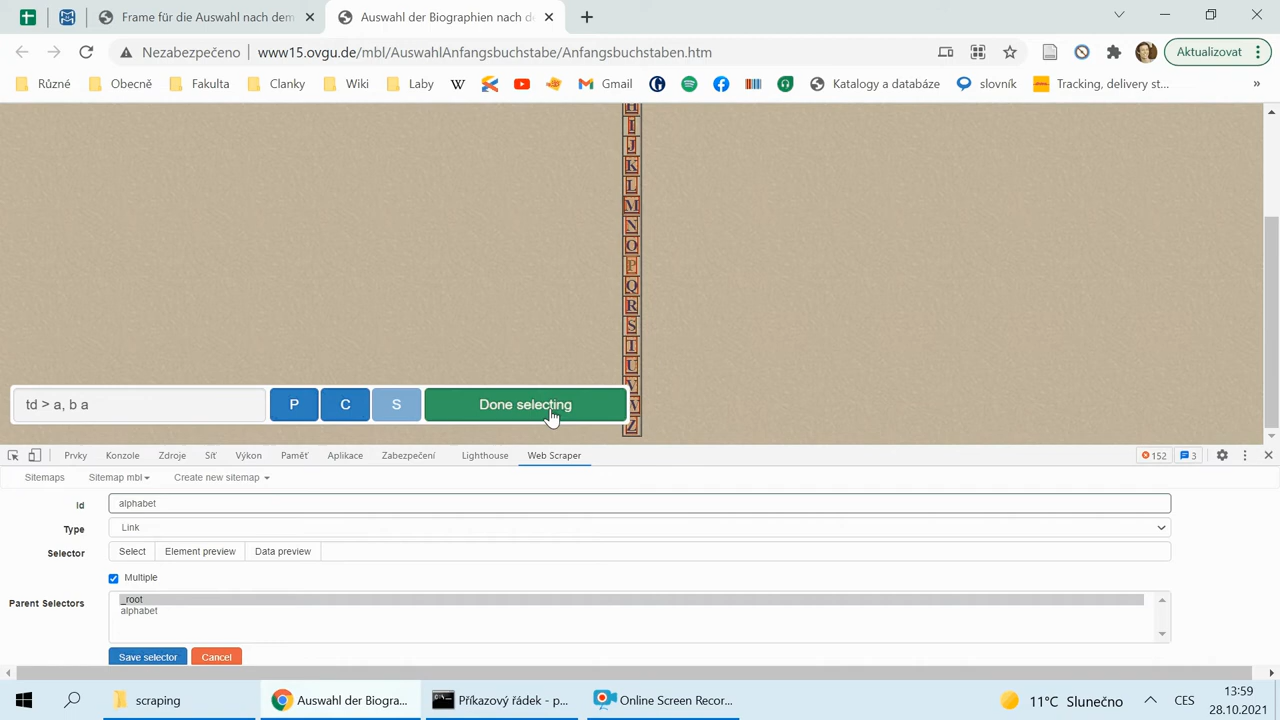 Frame für die Auswahl nach dem
Auswahl der Biographien nach de
Nezabezpečeno
www15.ovgu.de/mbl/AuswahlAnfangsbuchstabe/Anfangsbuchstaben.htm
Aktualizovat
Různé
Obecně
Fakulta
Clanky
Wiki
Laby
W
Gmail
Katalogy a databáze
slovník
Tracking, delivery st...
»
H
I
J
K
L
M
N
O
P
Q
R
S
T
U
V
Z
td > a, b a
P
C
S
Done selecting
Prvky
Konzole
Zdroje
Síť
Výkon
Paměť
Aplikace
Zabezpečení
Lighthouse
Web Scraper
152
3
Sitemaps
Sitemap mbl
Create new sitemap
Id
alphabet
Type
Link
Selector
Select
Element preview
Data preview
Multiple
Parent Selectors
_root
alphabet
Save selector
Cancel
scraping
Auswahl der Biogra...
Příkazový řádek - p...
Online Screen Recor...
11°C Slunečno
CES
13:59
28.10.2021